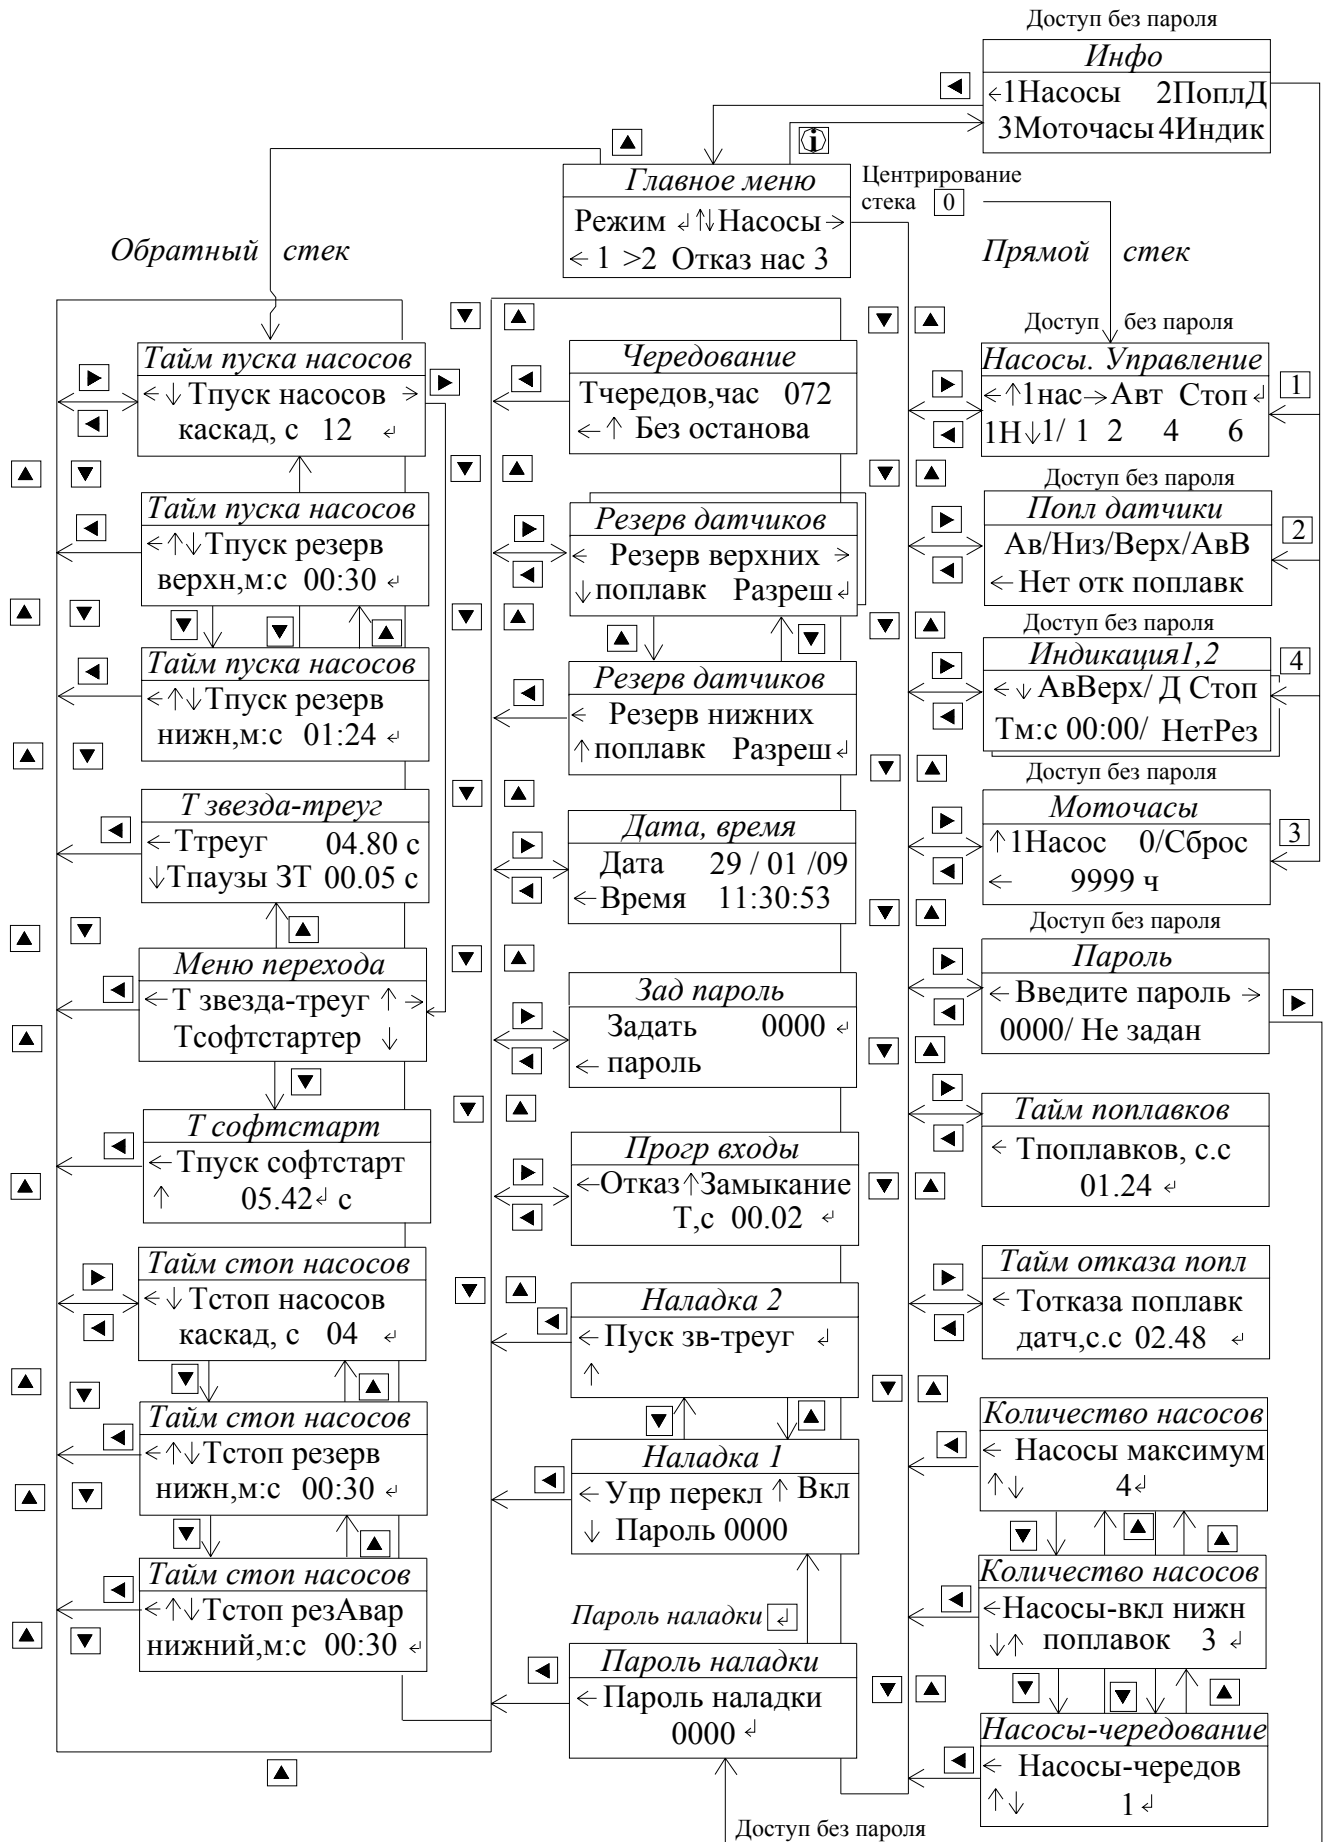 Доступ без пароля
Инфо
←1Насосы 2ПоплД
3Моточасы 4Индик
Главное меню
Режим ↲ ↑↓ Насосы →
← 1 >2 Отказ нас 3
Центрирование
стека 0
Обратный стек
Прямой стек
Тайм пуска насосов
← ↓ Тпуск насосов →
каскад, с 12 ↲
Тайм пуска насосов
←↑↓Тпуск резерв
верхн,м:с 00:30 ↲
Тайм пуска насосов
←↑↓Тпуск резерв
нижн,м:с 01:24 ↲
Т звезда-треуг
←Ттреуг 04.80 с
↓Тпаузы ЗТ 00.05 с
Меню перехода
←Т звезда-треуг ↑ →
Тсофтстартер ↓
Т софтстарт
←Тпуск софтстарт
↑ 05.42↲ с
Тайм стоп насосов
← ↓ Тстоп насосов
каскад, с 04 ↲
Тайм стоп насосов
←↑↓Тстоп резерв
нижн,м:с 00:30 ↲
Тайм стоп насосов
←↑↓Тстоп резАвар
нижний,м:с 00:30 ↲
Чередование
Тчередов,час 072
←↑ Без останова
Резерв датчиков
← Резерв верхних →
↓ поплавк Разреш↲
Резерв датчиков
← Резерв нижних
↑ поплавк Разреш↲
Дата, время
Дата 29 / 01 /09
←Время 11:30:53
Зад пароль
Задать 0000 ↲
← пароль
Прогр входы
←Отказ↑Замыкание
Т,с 00.02 ↲
Наладка 2
← Пуск зв-треуг ↲
↑
Наладка 1
← Упр перекл ↑ Вкл
↓ Пароль 0000
Пароль наладки ↲
Пароль наладки
← Пароль наладки
0000 ↲
Доступ без пароля
Доступ без пароля
Насосы. Управление
←↑1нас→Авт Стоп↲
1Н↓1/ 1 2 4 6
1
Доступ без пароля
Попл датчики
Ав/Низ/Верх/АвВ
←Нет отк поплавк
2
Доступ без пароля
Индикация1,2
←↓ АвВерх/ Д Стоп
Тм:с 00:00/ НетРез
4
Доступ без пароля
Моточасы
↑1Насос 0/Сброс
← 9999 ч
3
Доступ без пароля
Пароль
←Введите пароль →
0000/ Не задан
Тайм поплавков
← Тпоплавков, с.с
01.24 ↲
Тайм отказа попл
← Тотказа поплавк
датч,с.с 02.48 ↲
Количество насосов
← Насосы максимум
↑↓ 4↲
Количество насосов
←Насосы-вкл нижн
↓↑ поплавок 3 ↲
Насосы-чередование
← Насосы-чередов
↑↓ 1 ↲